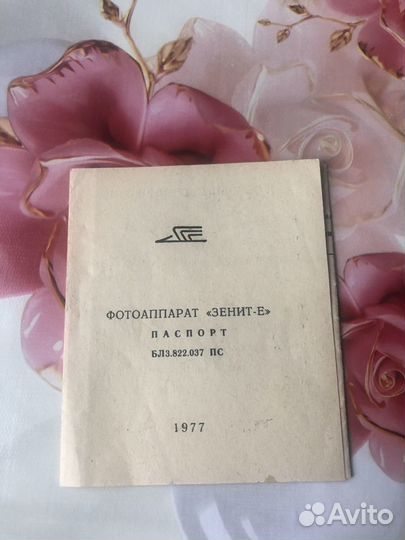 ФОТОАППАРАТ «ЗЕНИТ-Е»
ПАСПОРТ
БЛ3.822.037 ПС
1977
Avito